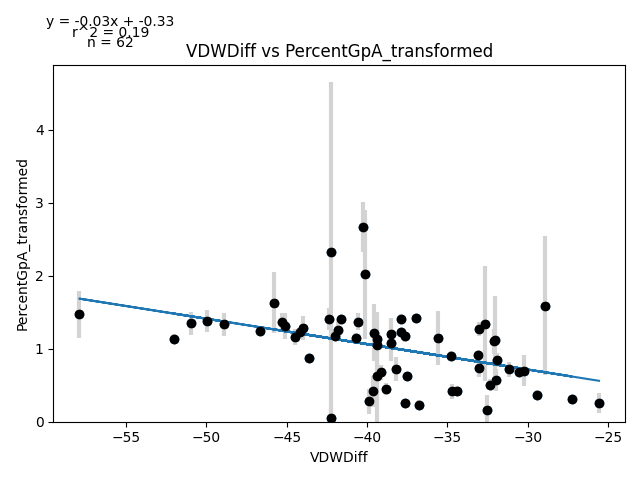 y = -0.03x + -0.33
r^2 = 0.19
n = 62
VDWDiff vs PercentGpA_transformed
PercentGpA_transformed
4
3
2
1
0
−55 −50 −45 −40 −35 −30 −25
VDWDiff